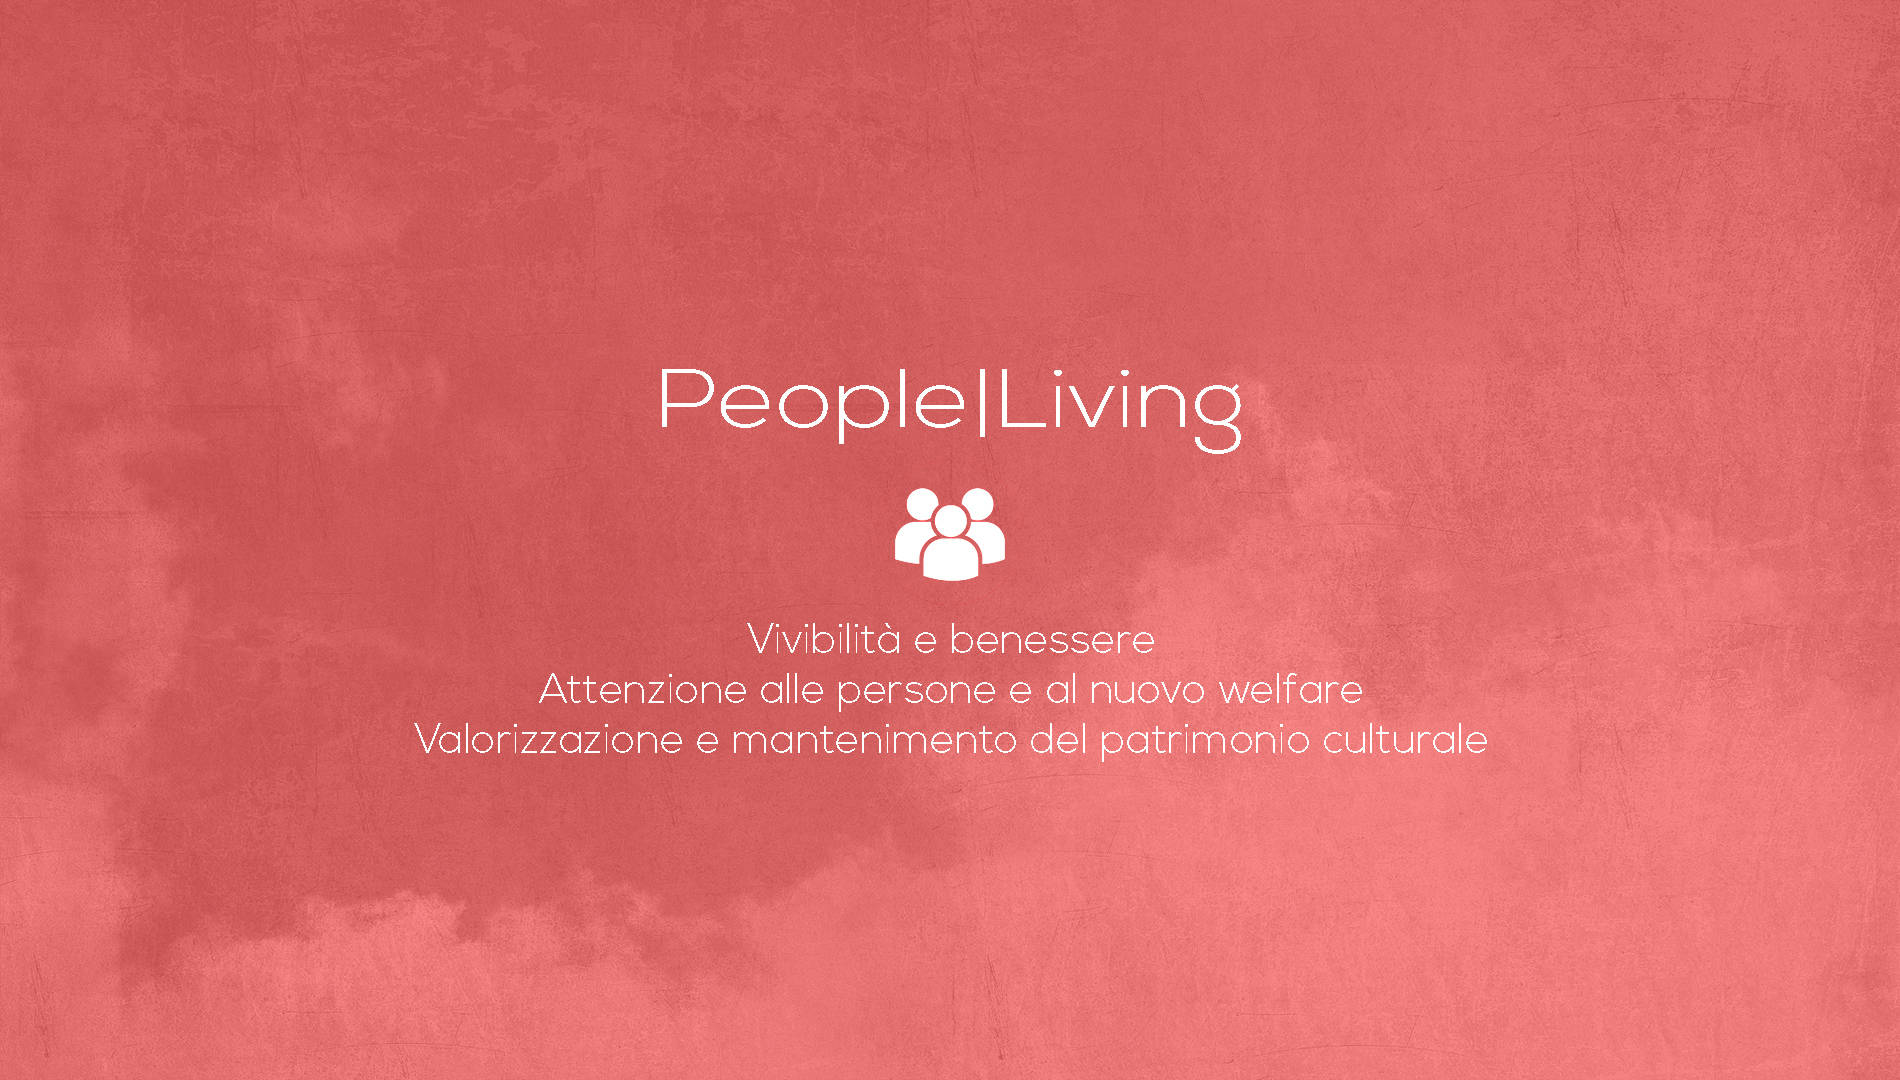 People|Living
Vivibilità e benessere
Attenzione alle persone e al nuovo welfare
Valorizzazione e mantenimento del patrimonio culturale